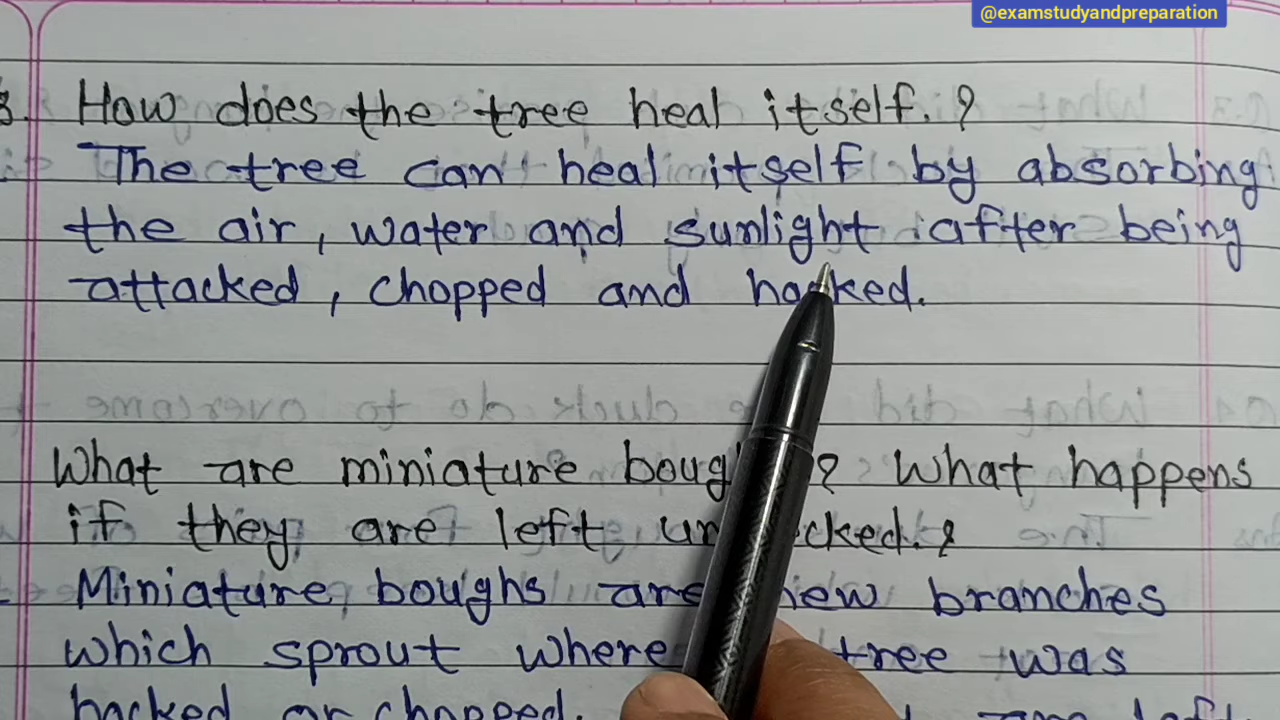 @examstudyandpreparation
3. How does the tree heal itself.?
The tree can heal itself by absorbing
the air, water and sunlight after being
attacked, chopped and hacked.
What are miniature ? What happens
if they are left
Miniature boughs are new branches
which sprout where tree was
hacked or chopped.